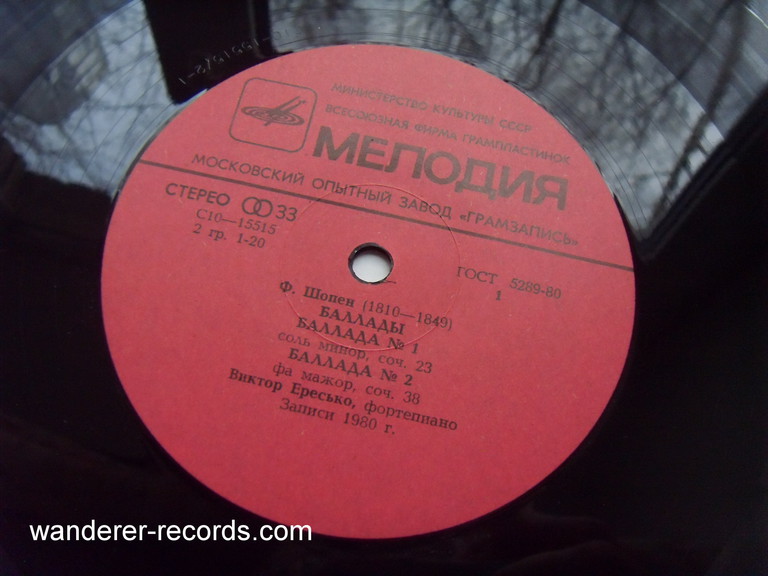 МИНИСТЕРСТВО КУЛЬТУРЫ СССР
ВСЕСОЮЗНАЯ ФИРМА ГРАМПЛАСТИНОК
МЕЛОДИЯ
МОСКОВСКИЙ ОПЫТНЫЙ ЗАВОД «ГРАМЗАПИСЬ»
СТЕРЕО 33
С10—15515
2 гр. 1-20
ГОСТ 5289-80
1
Ф. Шопен (1810—1849)
БАЛЛАДЫ
БАЛЛАДА № 1
соль минор, соч. 23
БАЛЛАДА № 2
фа мажор, соч. 38
Виктор Ересько, фортепиано
Записи 1980 г.
wanderer-records.com